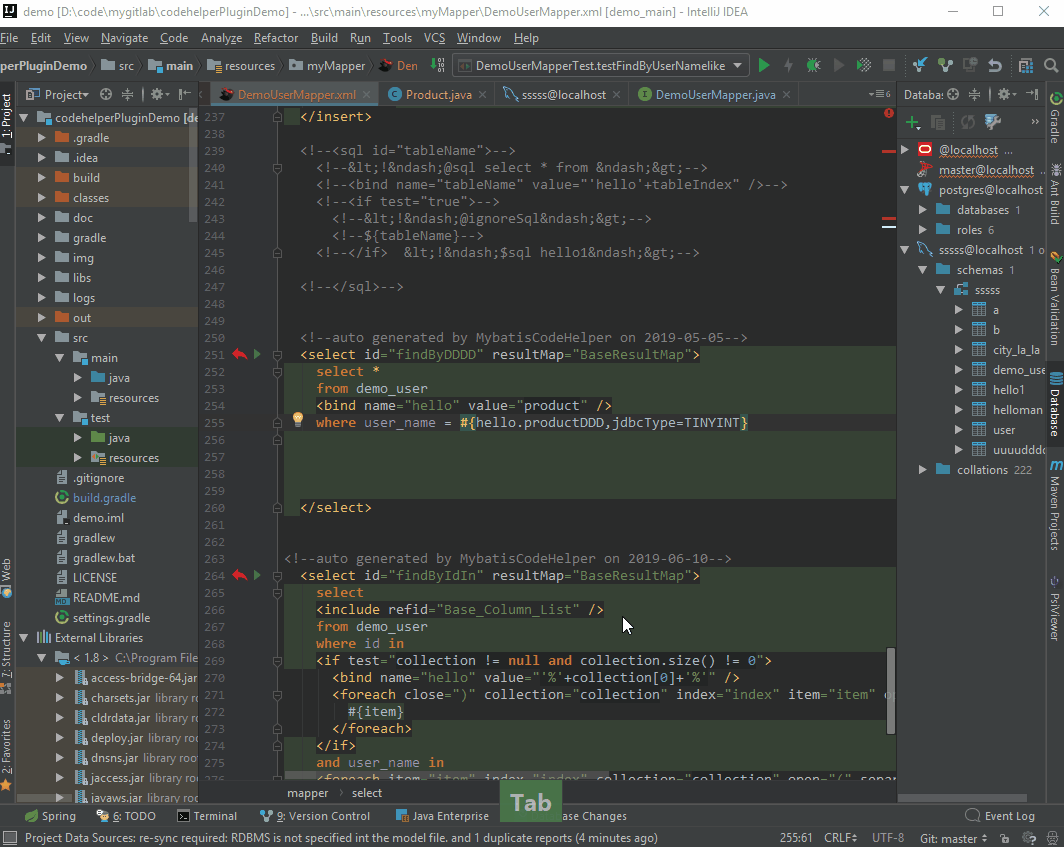 demo [D:\code\mygitlab\codehelperPluginDemo] - ...\src\main\resources\myMapper\DemoUserMapper.xml [demo_main] - IntelliJ IDEA
File Edit View Navigate Code Analyze Refactor Build Run Tools VCS Window Help
perPluginDemo src main resources myMapper Den DemoUserMapperTest.testFindByUserNamelike
1: Project
Project
DemoUserMapper.xml Product.java sssss@localhost DemoUserMapper.java 6
codehelperPluginDemo [de
.gradle
.idea
build
classes
doc
gradle
img
libs
logs
out
src
main
java
resources
test
java
resources
.gitignore
build.gradle
demo.iml
gradlew
gradlew.bat
LICENSE
README.md
settings.gradle
External Libraries
< 1.8 > C:\Program File
access-bridge-64.jar
charsets.jar library ro
cldrdata.jar library ro
deploy.jar library roo
dnsns.jar library root
jaccess.jar library roo
javaws.jar library roo
Web
7: Structure
2: Favorites
237 </insert>
238
239 <!--<sql id="tableName">-->
240 <!--&lt;!&ndash;@sql select * from &ndash;&gt;-->
241 <!--<bind name="tableName" value="'hello'+tableIndex" />-->
242 <!--<if test="true">-->
243 <!--&lt;!&ndash;@ignoreSql&ndash;&gt;-->
244 <!--${tableName}-->
245 <!--</if> &lt;!&ndash;$sql hello1&ndash;&gt;-->
246
247 <!--</sql>-->
248
249
250 <!--auto generated by MybatisCodeHelper on 2019-05-05-->
251 <select id="findByDDDD" resultMap="BaseResultMap">
252 select *
253 from demo_user
254 <bind name="hello" value="product" />
255 where user_name = #{hello.productDDD,jdbcType=TINYINT}
256
257
258
259
260 </select>
261
262
263 <!--auto generated by MybatisCodeHelper on 2019-06-10-->
264 <select id="findByIdIn" resultMap="BaseResultMap">
265 select
266 <include refid="Base_Column_List" />
267 from demo_user
268 where id in
269 <if test="collection != null and collection.size() != 0">
270 <bind name="hello" value="'%'+collection[0]+'%'" />
271 <foreach close=")" collection="collection" index="index" item="item" o
272 #{item}
273 </foreach>
274 </if>
275 and user_name in
276 <foreach item="item" index="index" collection="collection" open="(" separ
mapper › select
Databa
@localhost ...
master@localhost ...
postgres@localhost
databases 1
roles 6
sssss@localhost 1 o
schemas 1
sssss
a
b
city_la_la
demo_use
hello1
helloman
user
uuuudddd
collations 222
Gradle
Ant Build
Bean Validation
Database
Maven Projects
PsiViewer
Tab
Spring 6: TODO Terminal 9: Version Control Java Enterprise ase Changes Event Log
Project Data Sources: re-sync required: RDBMS is not specified int the model file. and 1 duplicate reports (4 minutes ago) 255:61 CRLF UTF-8 Git: master